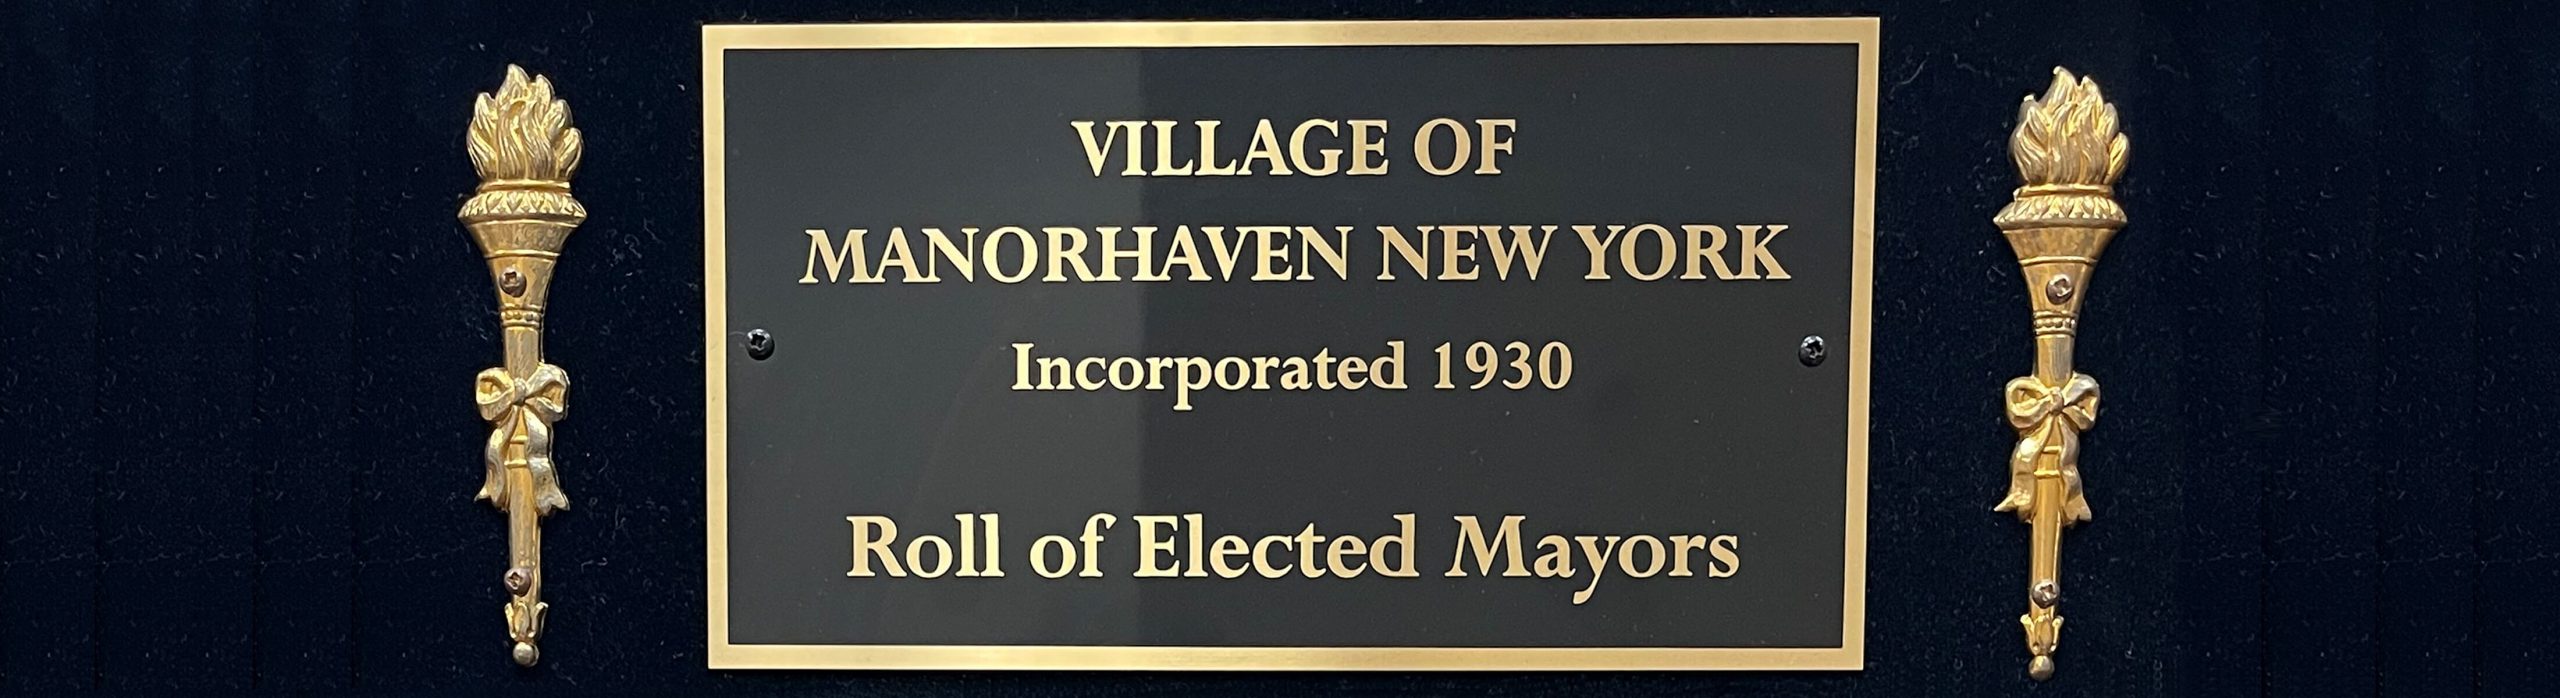 VILLAGE OF
MANORHAVEN NEW YORK
Incorporated 1930
Roll of Elected Mayors